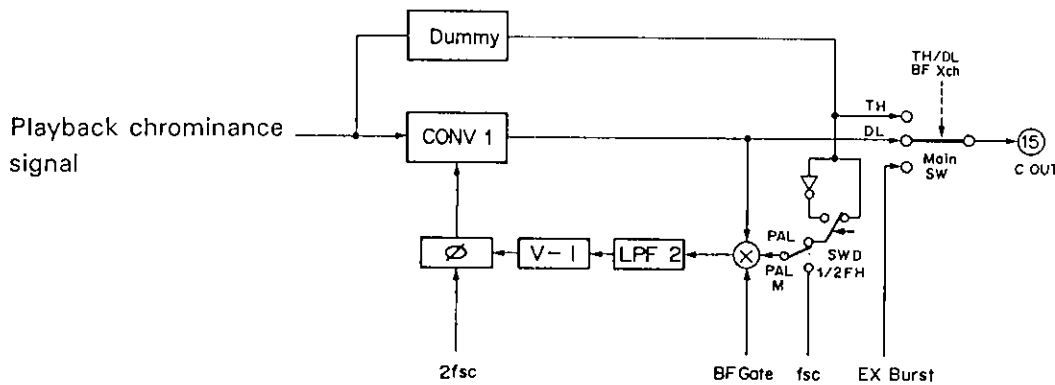 Dummy
TH/DL
BF Xch
TH
Playback chrominance
signal
CONV 1
DL
15
Main
SW
C OUT
PAL
SWD
1/2FH
PAL
M
Ø
V-1
LPF 2
X
2fsc
BF Gate
fsc
EX Burst